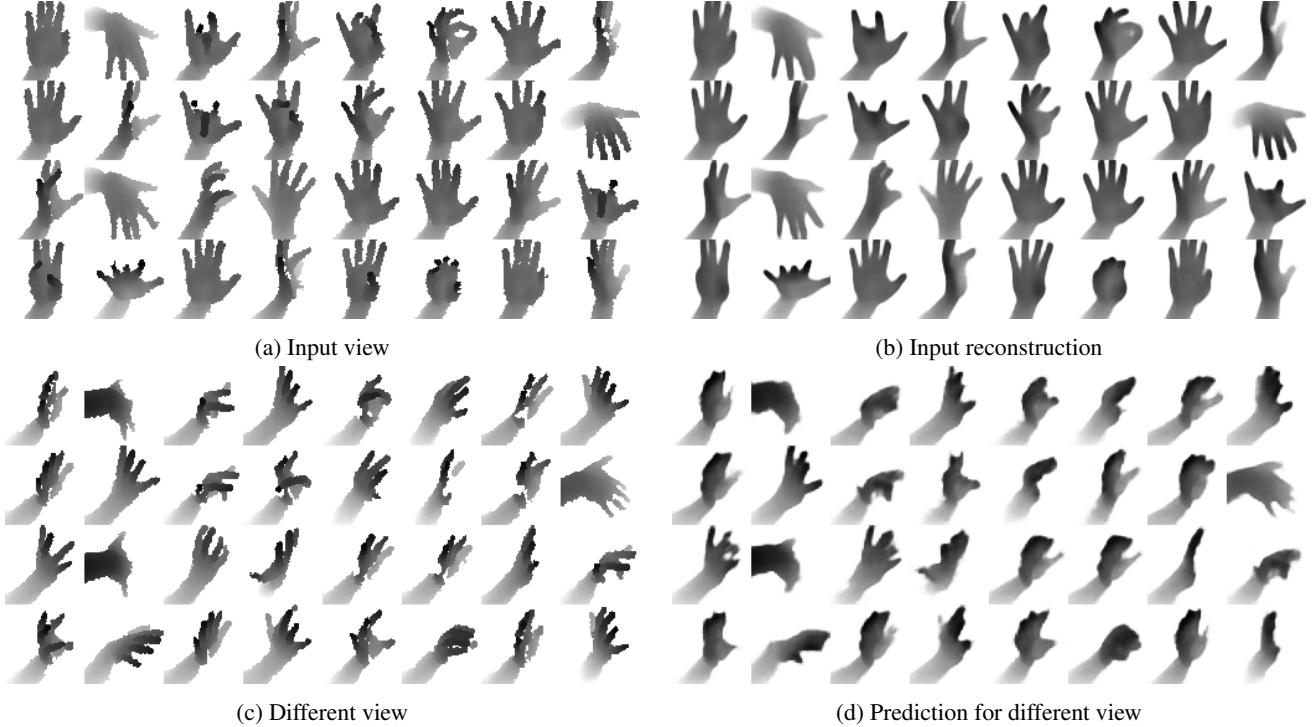 (a) Input view
(b) Input reconstruction
(c) Different view
(d) Prediction for different view